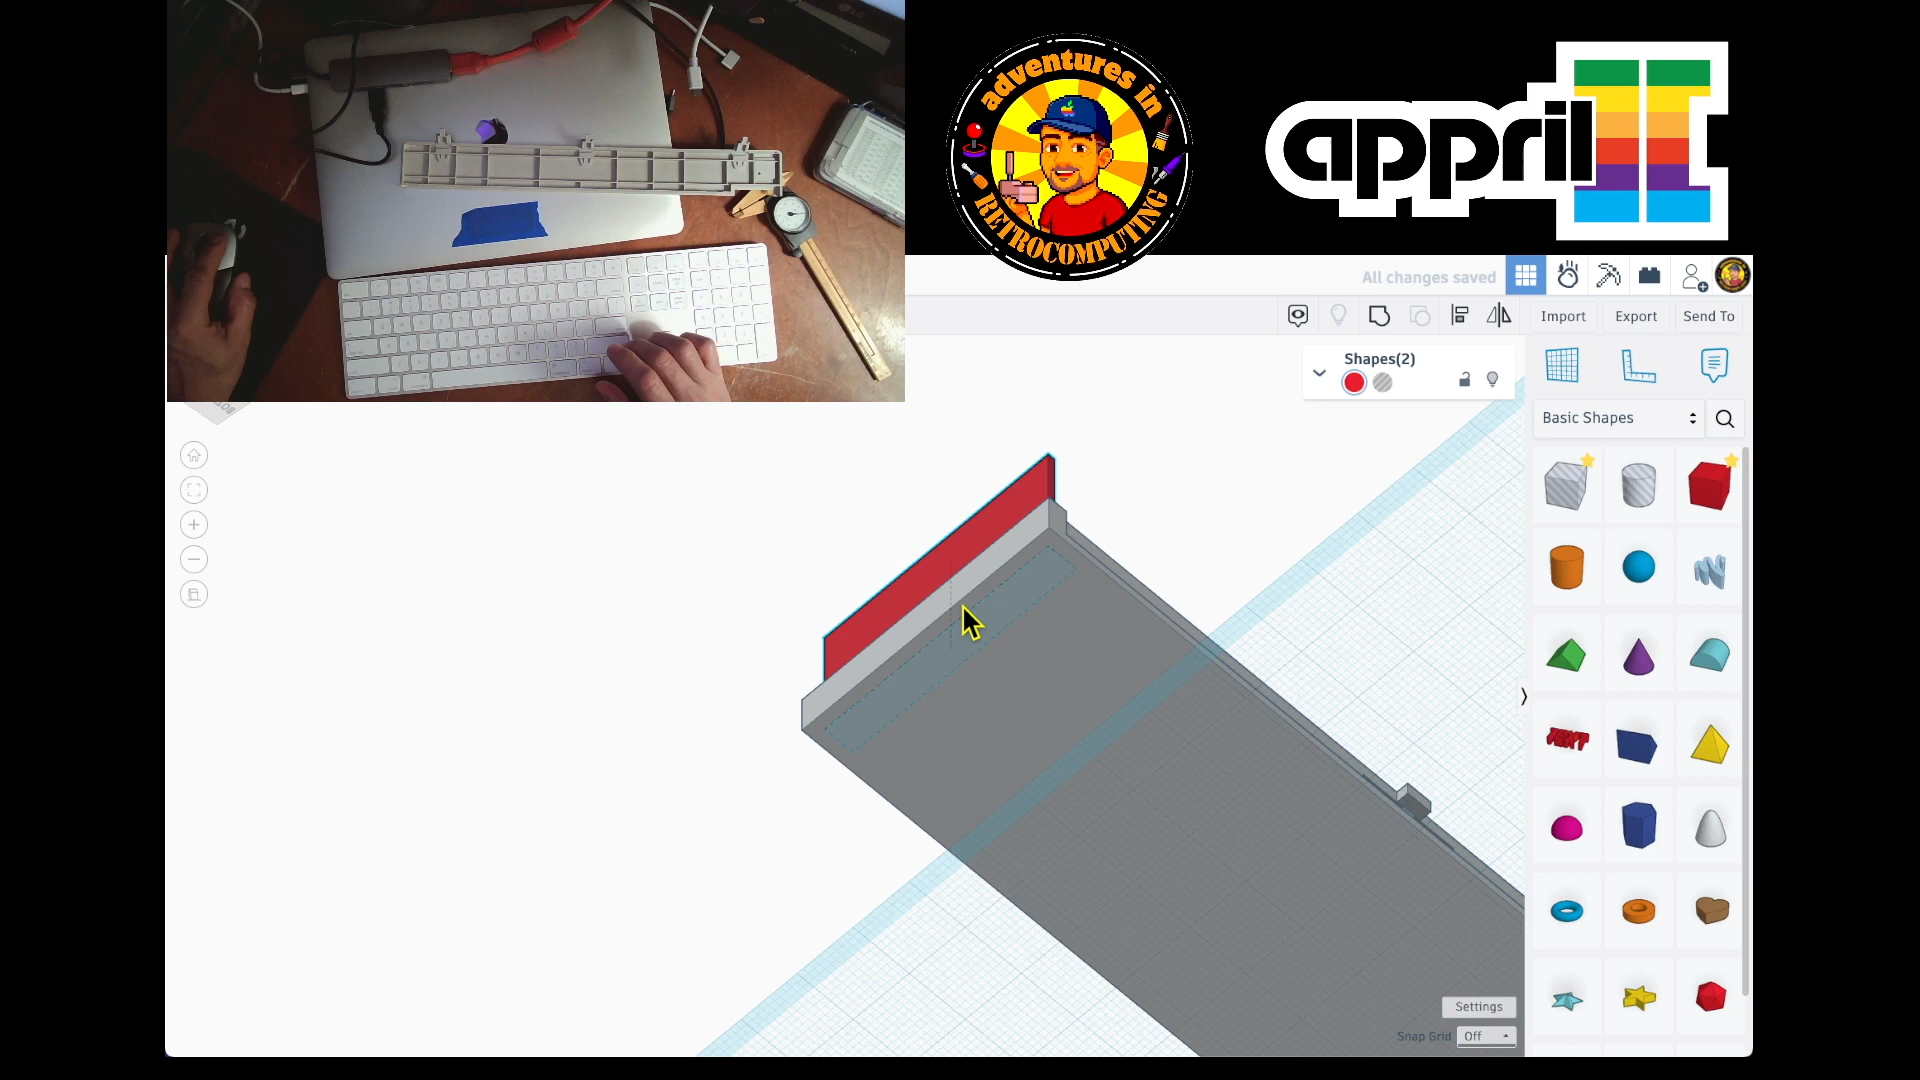 adventures in
RETROCOMPUTING
appril
All changes saved
Import
Export
Send To
Shapes(2)
Basic Shapes
TEXT
Settings
Snap Grid
Off